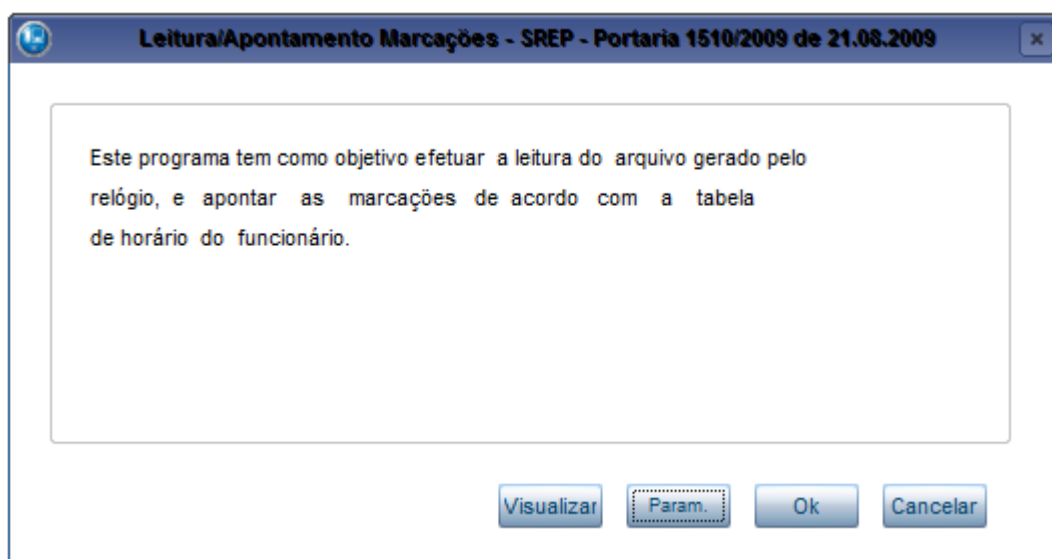 Leitura/Apontamento Marcações - SREP - Portaria 1510/2009 de 21.08.2009
Este programa tem como objetivo efetuar a leitura do arquivo gerado pelo
relógio, e apontar as marcações de acordo com a tabela
de horário do funcionário.
Visualizar Param. Ok Cancelar